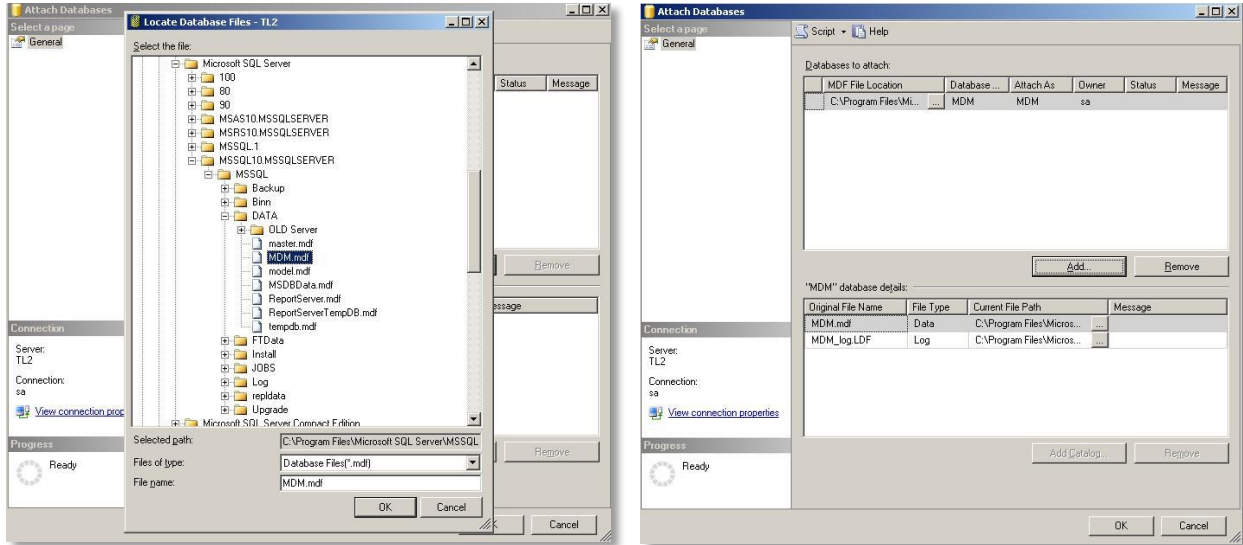 Attach Databases
Select a page
General
Status Message
Remove
essage
Connection
Server:
TL2
Connection:
sa
View connection prop
Progress
Ready
Remove
Cancel
Locate Database Files - TL2
Select the file:
Microsoft SQL Server
100
80
90
MSAS10.MSSQLSERVER
MSRS10.MSSQLSERVER
MSSQL.1
MSSQL10.MSSQLSERVER
MSSQL
Backup
Binn
DATA
OLD Server
master.mdf
MDM.mdf
model.mdf
MSDBData.mdf
ReportServer.mdf
ReportServerTempDB.mdf
tempdb.mdf
FTData
Install
JOBS
Log
repldata
Upgrade
Microsoft SQL Server Compact Edition
Selected path: C:\Program Files\Microsoft SQL Server\MSSQL
Files of type: Database Files(*.mdf)
File name: MDM.mdf
OK Cancel
Attach Databases
Select a page
General
Script Help
Databases to attach:
MDF File Location Database ... Attach As Owner Status Message
C:\Program Files\Mi... ... MDM MDM sa
Add... Remove
"MDM" database details:
Original File Name File Type Current File Path Message
MDM.mdf Data C:\Program Files\Micros... ...
MDM_log.LDF Log C:\Program Files\Micros... ...
Add Catalog... Remove
Connection
Server:
TL2
Connection:
sa
View connection properties
Progress
Ready
OK Cancel